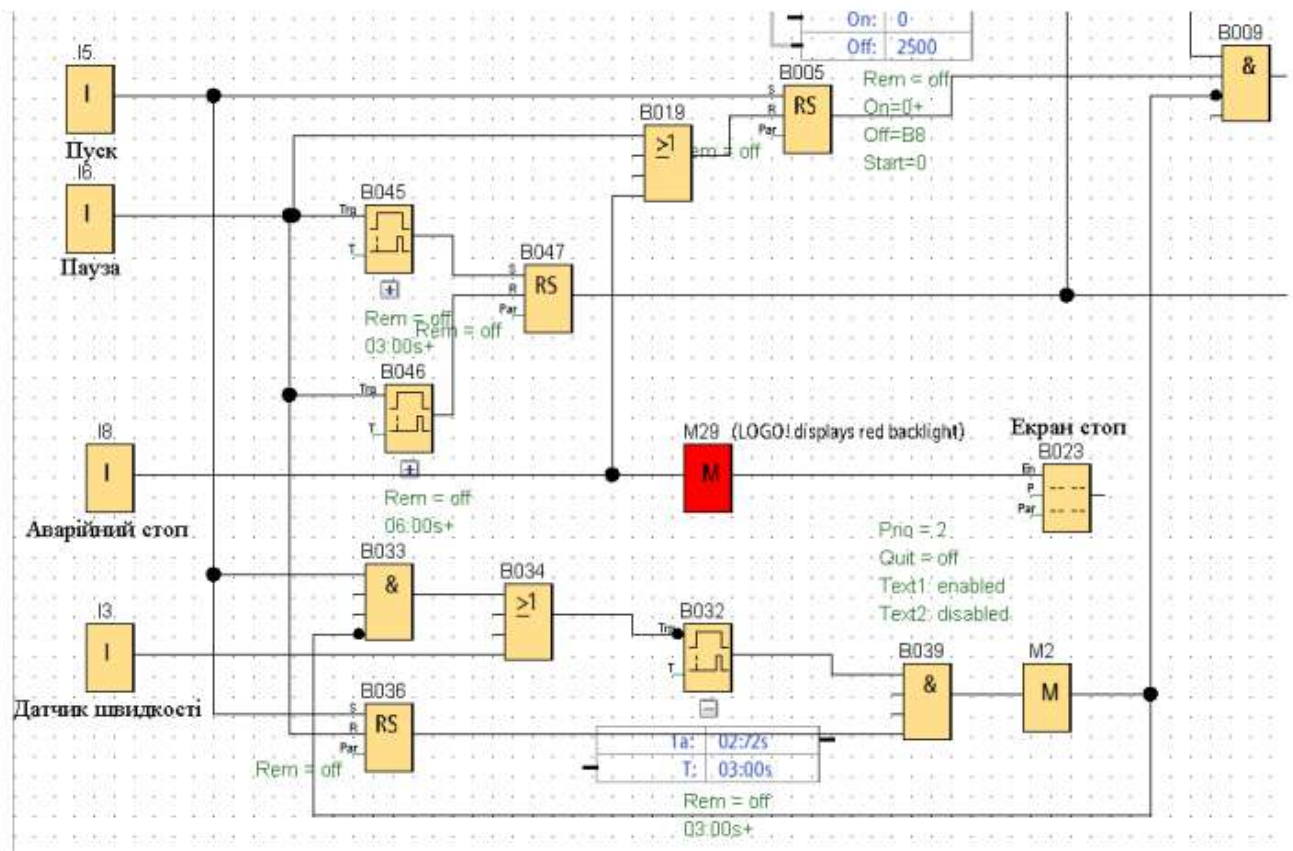 On: 0
Off: 2500
B009
&
I5
I
Пуск
B005
S
R
Par
RS
Rem = off
On=0+
Off=B8
Start=0
B019
≥1
em = off
I6
I
Пауза
B045
Trg
T
Rem = off
03:00s+
B047
S
R
Par
RS
Rem = off
B046
Trg
T
Rem = off
06:00s+
I8
I
Аварійний стоп
M29 (LOGO! displays red backlight)
M
Екран стоп
B023
En
P
Par
Prio = 2
Quit = off
Text1: enabled
Text2: disabled
B033
&
B034
≥1
I3
I
Датчик швидкості
B032
Trg
T
Ta: 02:72s
T: 03:00s
Rem = off
03:00s+
B036
S
R
Par
RS
Rem = off
B039
&
M2
M